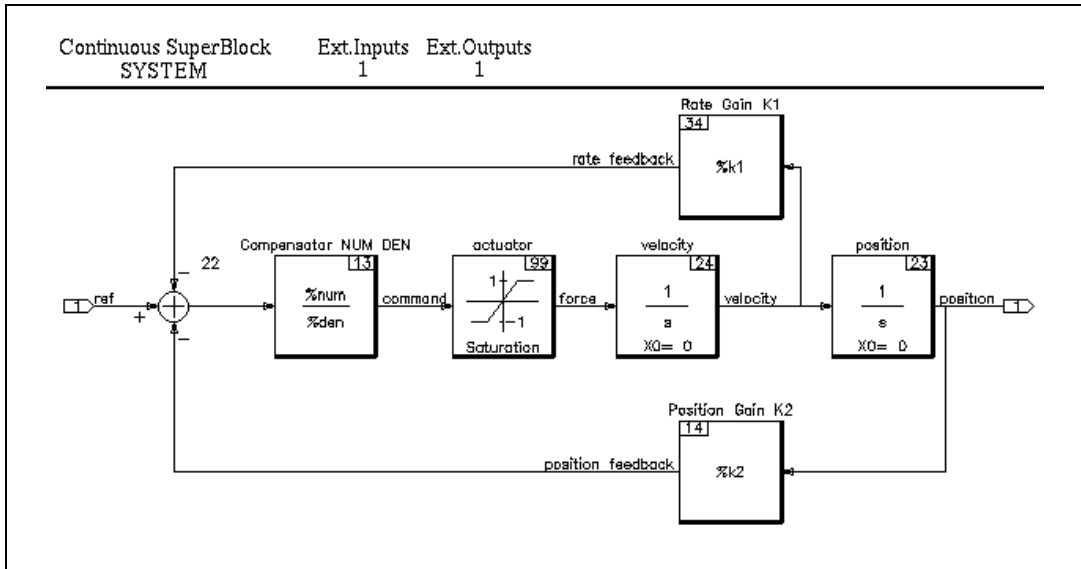 Continuous SuperBlock Ext.Inputs Ext.Outputs
SYSTEM 1 1
Rate Gain K1
34
%k1
rate feedback
Compensator NUM DEN
13
%num
%den
actuator
99
1
-1
Saturation
velocity
24
1
s
X0= 0
position
23
1
s
X0= 0
22
1
ref
+
command
force
velocity
position
1
Position Gain K2
14
%k2
position feedback